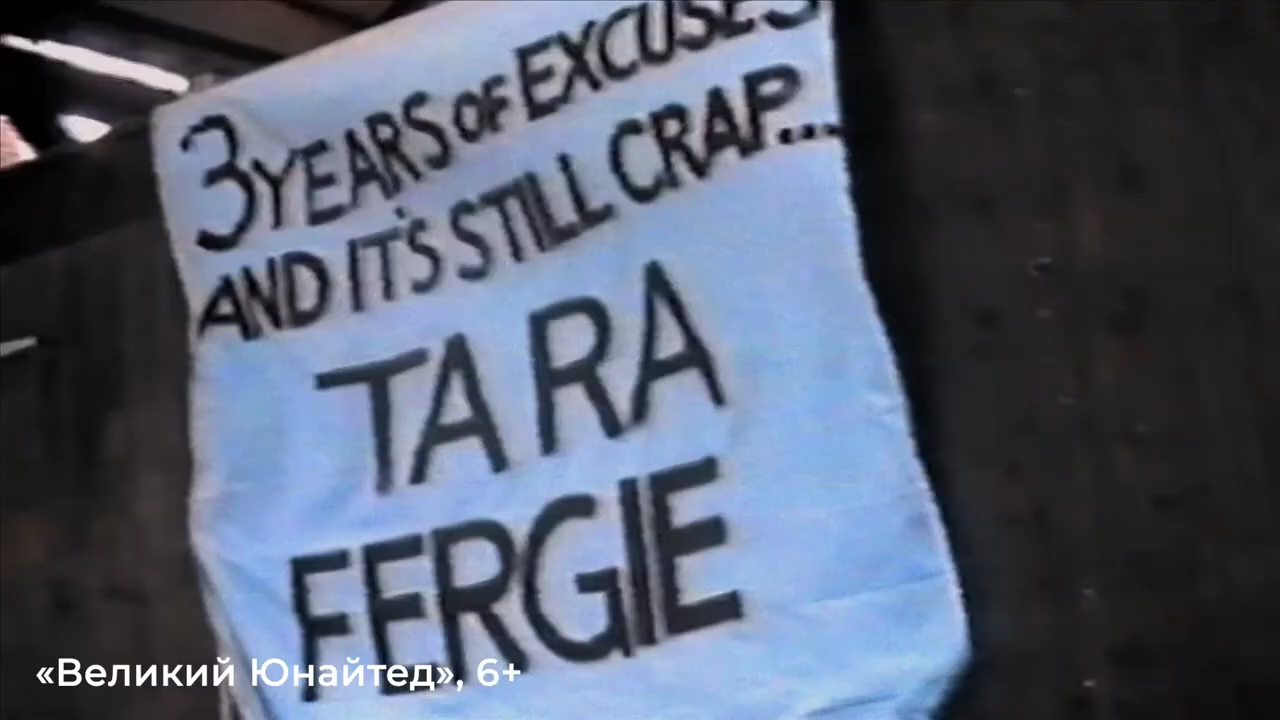 3 YEARS OF EXCUSES
AND IT'S STILL CRAP...
TA RA
FERGIE
«Великий Юнайтед», 6+